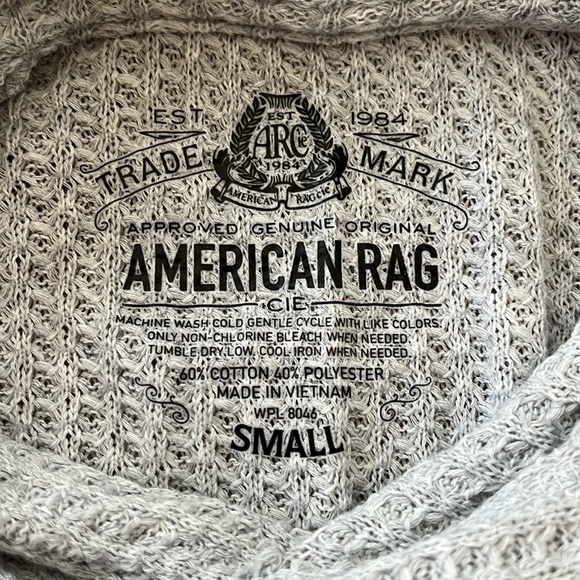 EST 1984
TRADE MARK
EST
ARCie
1984
AMERICAN RAG CIE
APPROVED GENUINE ORIGINAL
AMERICAN RAG
CIE
MACHINE WASH COLD GENTLE CYCLE WITH LIKE COLORS.
ONLY NON-CHLORINE BLEACH WHEN NEEDED.
TUMBLE DRY LOW. COOL IRON WHEN NEEDED.
60% COTTON 40% POLYESTER
MADE IN VIETNAM
WPL 8046
SMALL